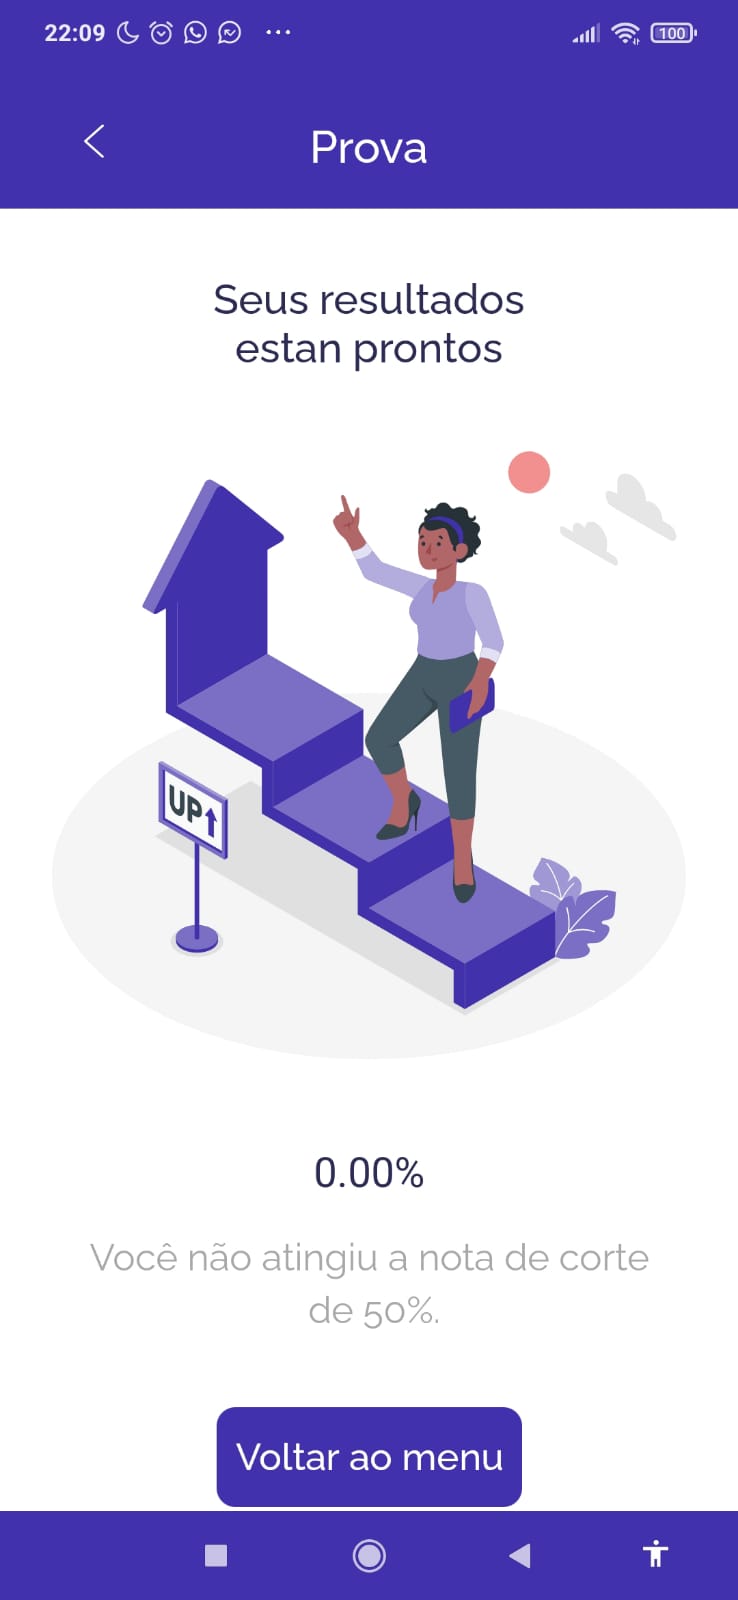 22:09
100
Prova
Seus resultados
estan prontos
UP
0.00%
Você não atingiu a nota de corte
de 50%.
Voltar ao menu